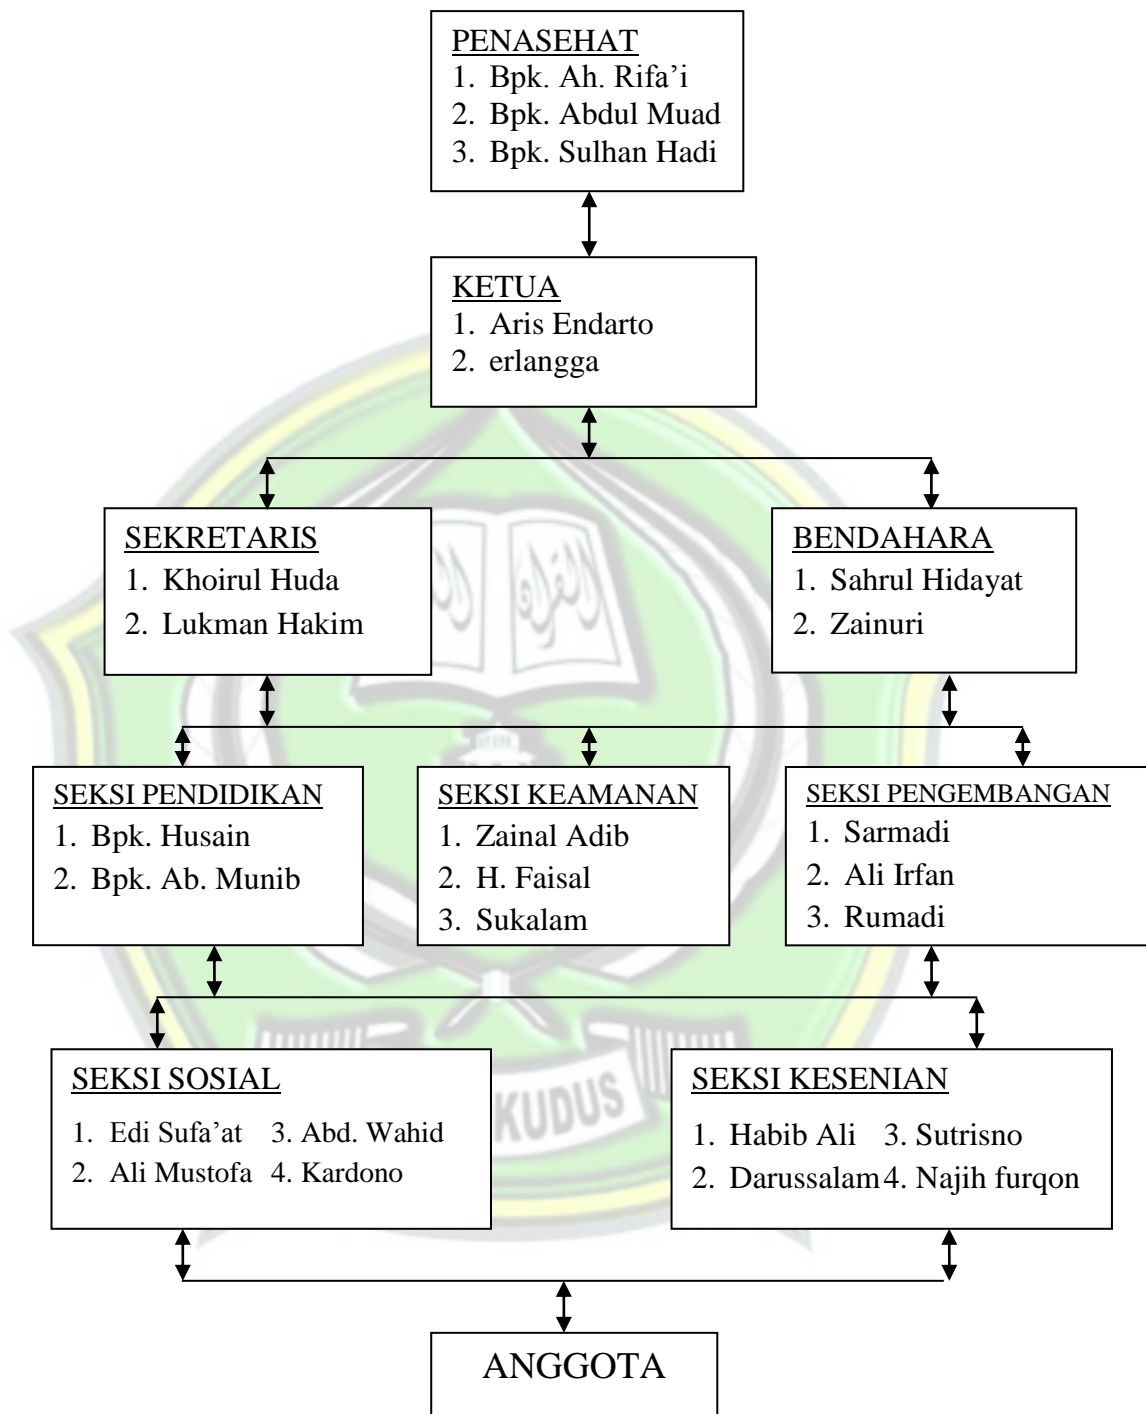 PENASEHAT
1. Bpk. Ah. Rifa’i
2. Bpk. Abdul Muad
3. Bpk. Sulhan Hadi
KETUA
1. Aris Endarto
2. erlangga
SEKRETARIS
1. Khoirul Huda
2. Lukman Hakim
BENDAHARA
1. Sahrul Hidayat
2. Zainuri
SEKSI PENDIDIKAN
1. Bpk. Husain
2. Bpk. Ab. Munib
SEKSI KEAMANAN
1. Zainal Adib
2. H. Faisal
3. Sukalam
SEKSI PENGEMBANGAN
1. Sarmadi
2. Ali Irfan
3. Rumadi
SEKSI SOSIAL
1. Edi Sufa’at 3. Abd. Wahid
2. Ali Mustofa 4. Kardono
SEKSI KESENIAN
1. Habib Ali 3. Sutrisno
2. Darussalam 4. Najih furqon
KUDUS
ANGGOTA